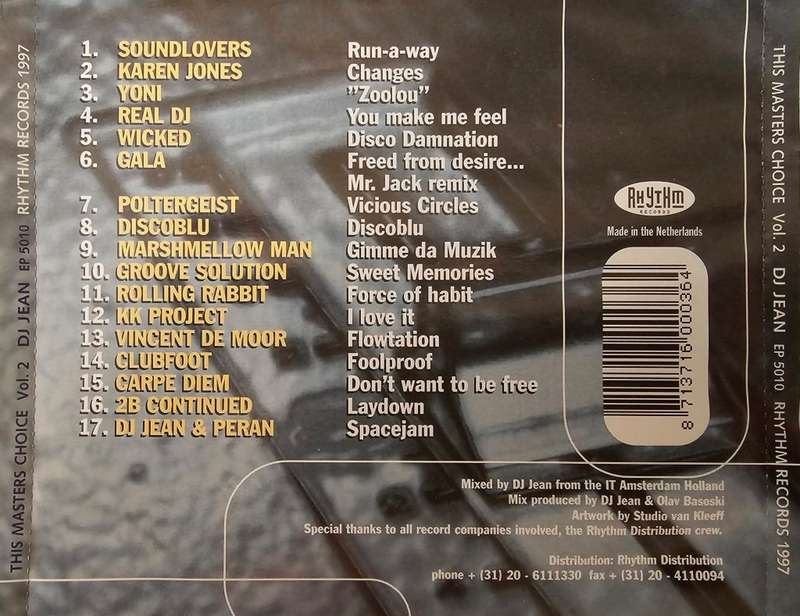 THIS MASTERS CHOICE Vol. 2 DJ JEAN EP 5010 RHYTHM RECORDS 1997
1. SOUNDLOVERS Run-a-way
2. KAREN JONES Changes
3. YONI "Zoolou"
4. REAL DJ You make me feel
5. WICKED Disco Damnation
6. GALA Freed from desire...
Mr. Jack remix
7. POLTERGEIST Vicious Circles
8. DISCOBLU Discoblu
9. MARSHMELLOW MAN Gimme da Muzik
10. GROOVE SOLUTION Sweet Memories
11. ROLLING RABBIT Force of habit
12. KK PROJECT I love it
13. VINCENT DE MOOR Flowtation
14. CLUBFOOT Foolproof
15. CARPE DIEM Don't want to be free
16. 2B CONTINUED Laydown
17. DJ JEAN & PERAN Spacejam
RHYTHM
RECORDS
Made in the Netherlands
8 713716 000364
Mixed by DJ Jean from the IT Amsterdam Holland
Mix produced by DJ Jean & Olav Basoski
Artwork by Studio van Kleeff
Special thanks to all record companies involved, the Rhythm Distribution crew.
Distribution: Rhythm Distribution
phone + (31) 20 - 6111330 fax + (31) 20 - 4110094
THIS MASTERS CHOICE Vol. 2 DJ JEAN EP 5010 RHYTHM RECORDS 1997